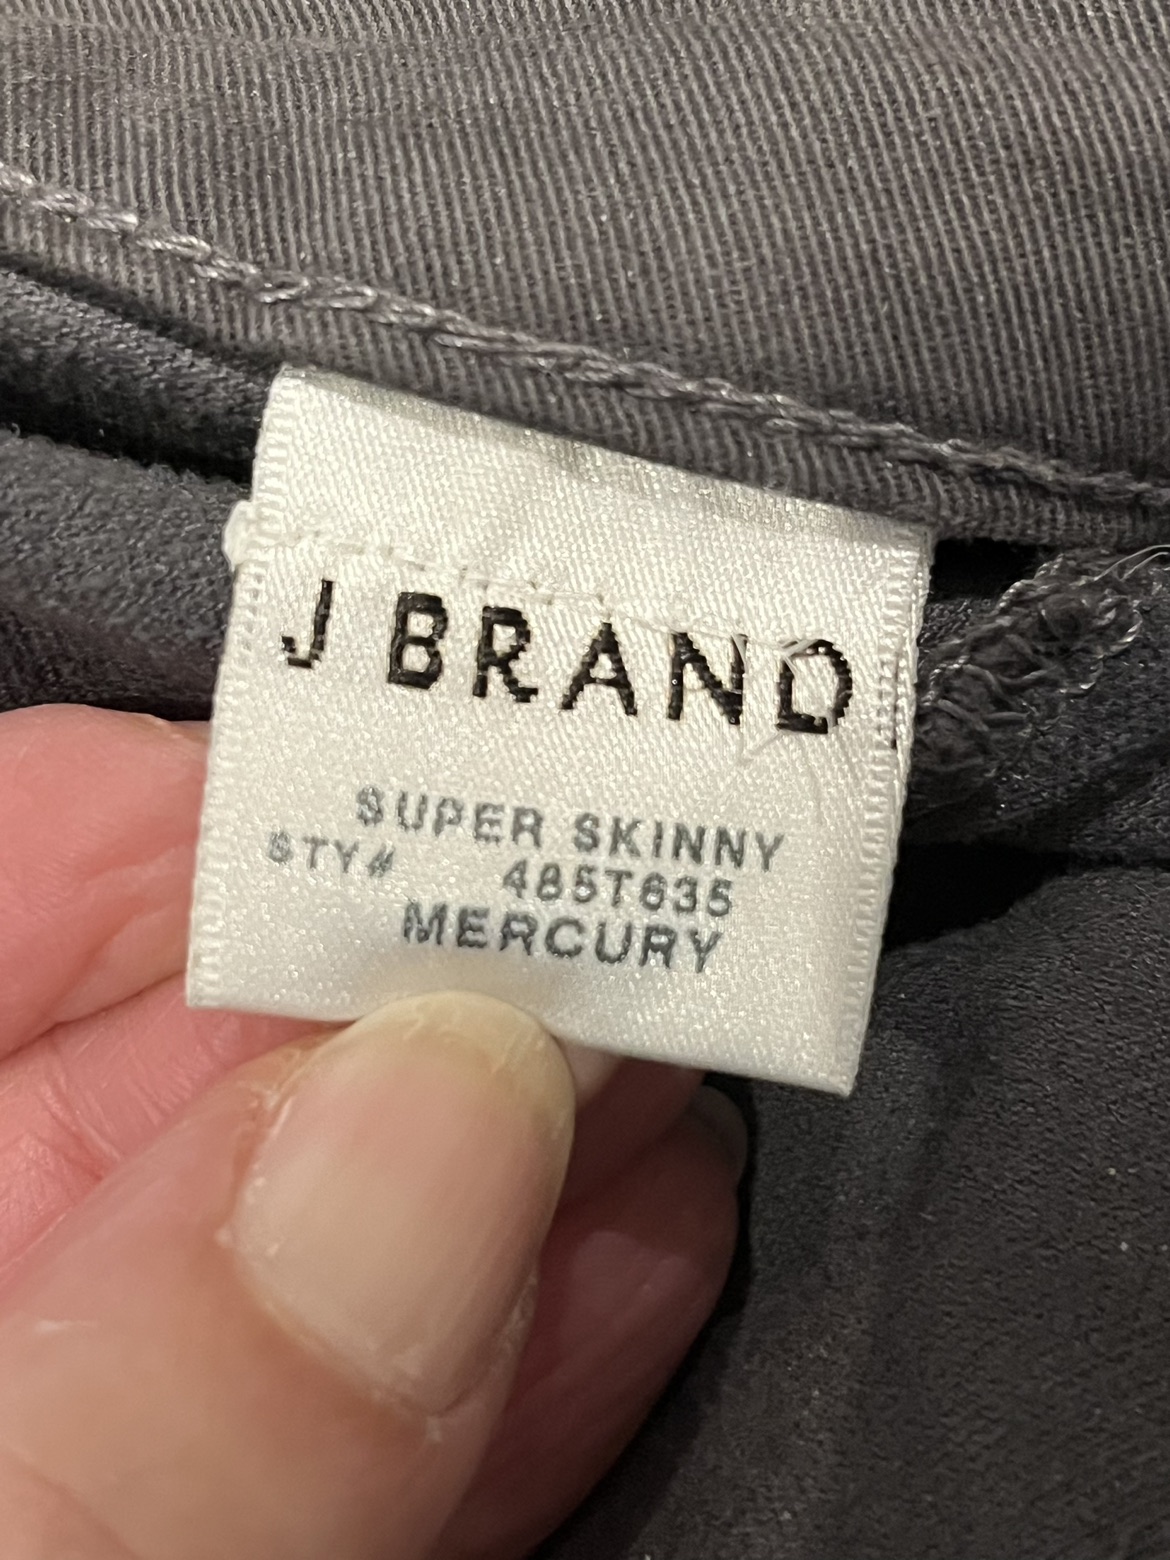 J BRAND
SUPER SKINNY
STY# 485T635
MERCURY